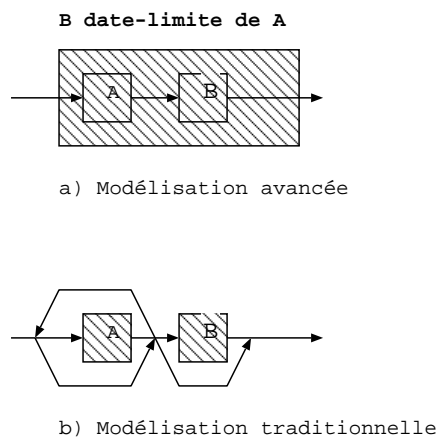 B date-limite de A
A
B
a) Modélisation avancée
A
B
b) Modélisation traditionnelle